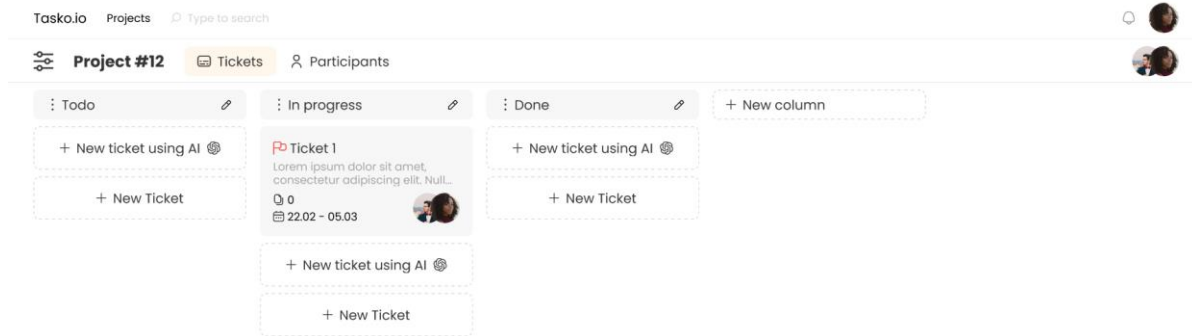 Tasko.io Projects Type to search
Project #12 Tickets Participants
Todo
+ New ticket using AI
+ New Ticket
In progress
Ticket 1
Lorem ipsum dolor sit amet,
consectetur adipiscing elit. Null...
0
22.02 - 05.03
+ New ticket using AI
+ New Ticket
Done
+ New ticket using AI
+ New Ticket
+ New column